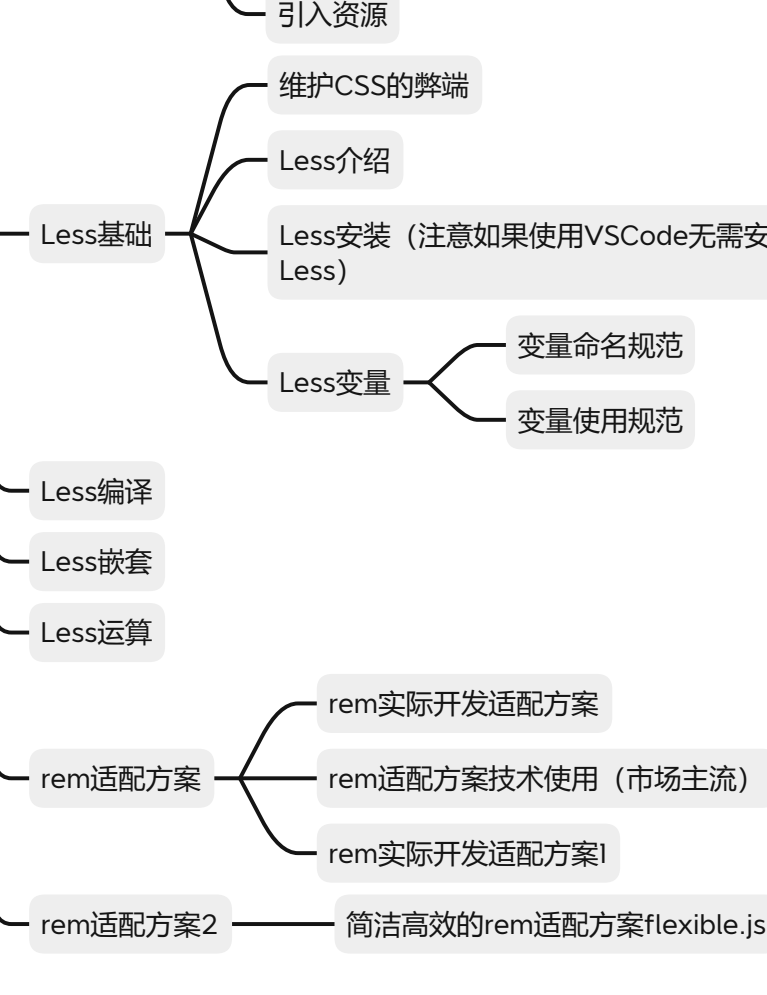 引入资源
维护CSS的弊端
Less介绍
Less基础
Less安装（注意如果使用VSCode无需安
Less）
变量命名规范
Less变量
变量使用规范
Less编译
Less嵌套
Less运算
rem实际开发适配方案
rem适配方案
rem适配方案技术使用（市场主流）
rem实际开发适配方案1
rem适配方案2
简洁高效的rem适配方案flexible.js